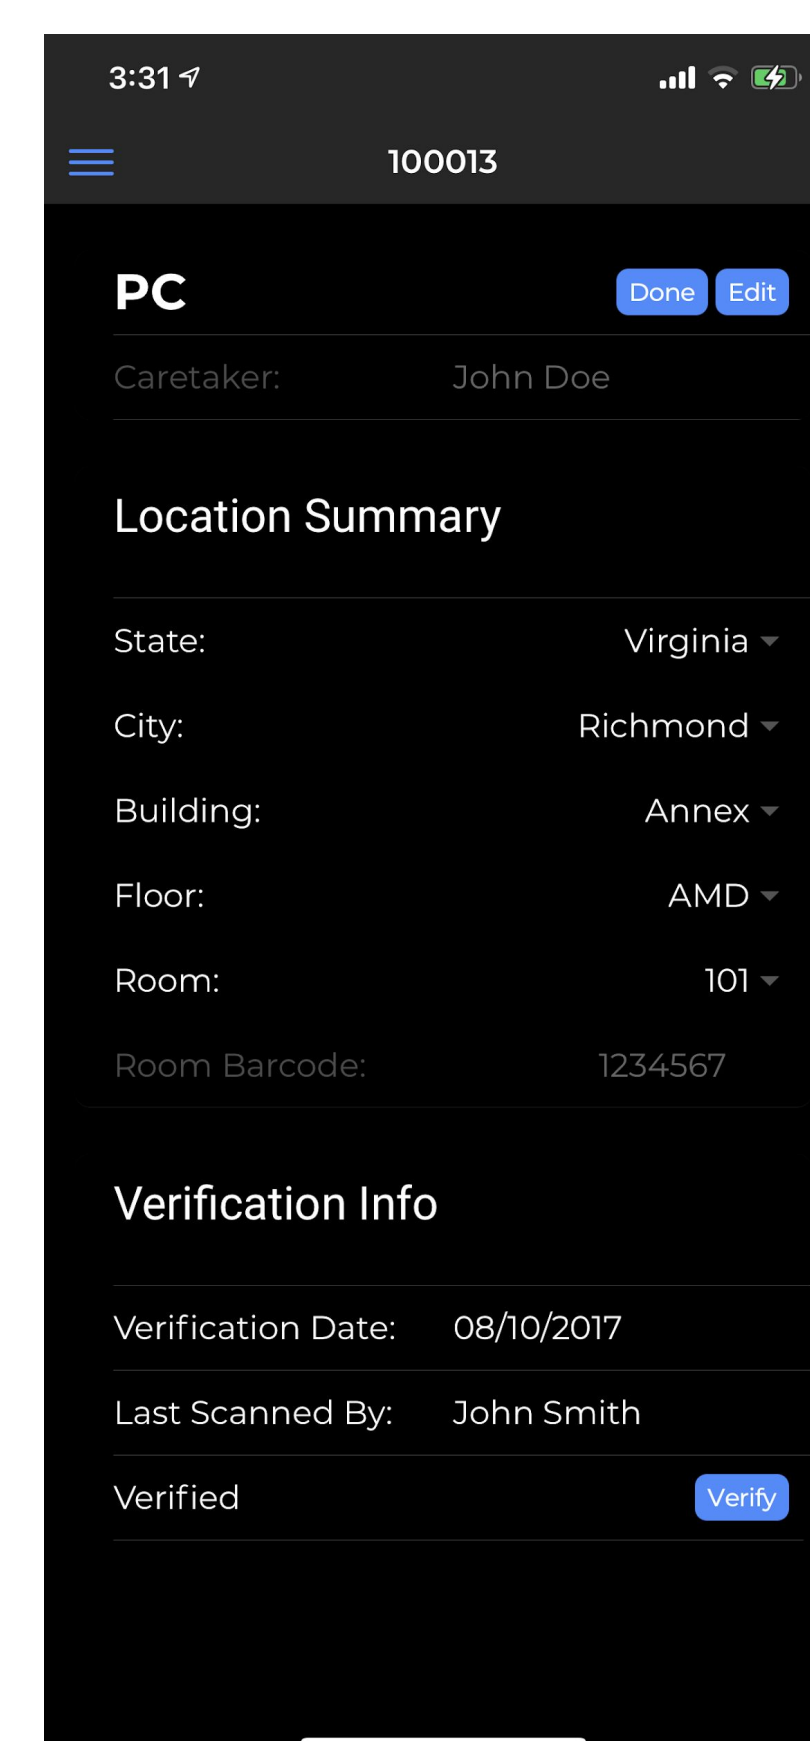 3:31
100013
PC Done Edit
Caretaker: John Doe
Location Summary
State: Virginia
City: Richmond
Building: Annex
Floor: AMD
Room: 101
Room Barcode: 1234567
Verification Info
Verification Date: 08/10/2017
Last Scanned By: John Smith
Verified Verify